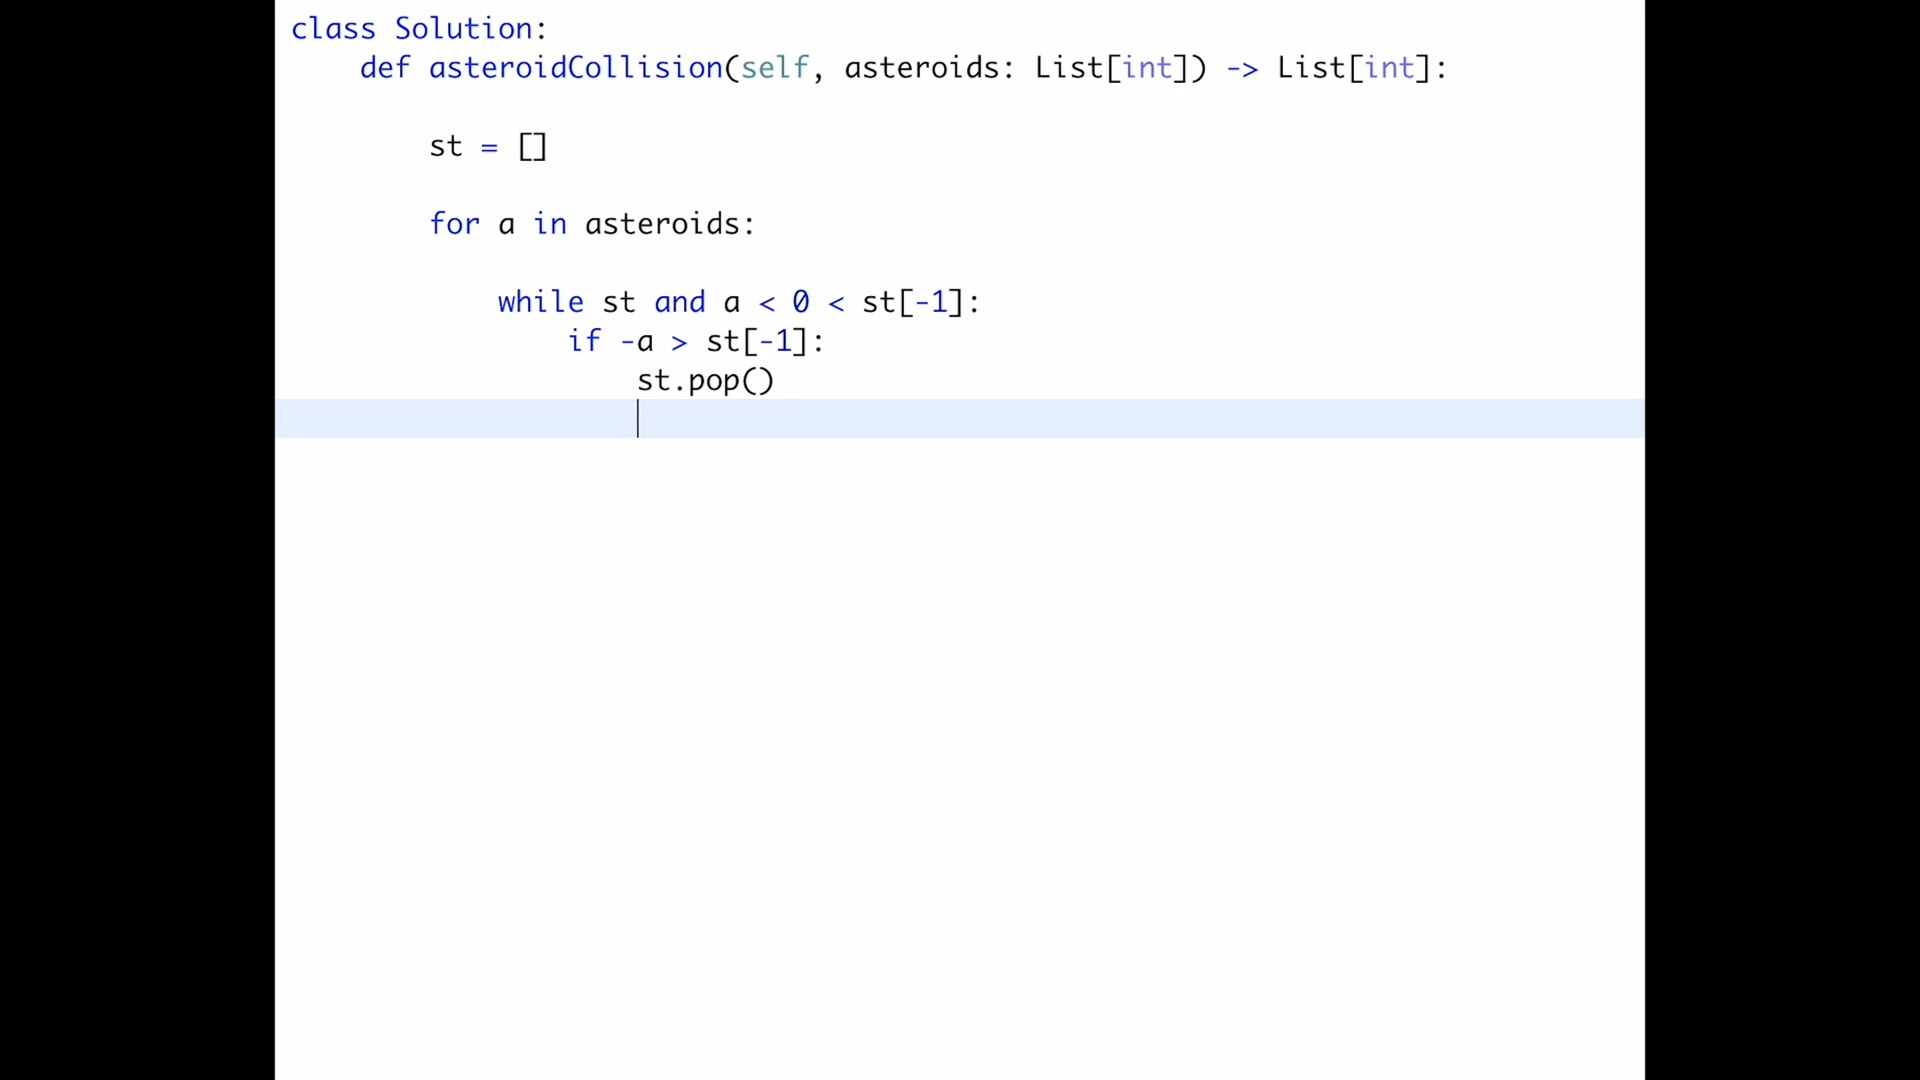 class Solution:
    def asteroidCollision(self, asteroids: List[int]) -> List[int]:
        st = []
        for a in asteroids:
            while st and a < 0 < st[-1]:
                if -a > st[-1]:
                    st.pop()